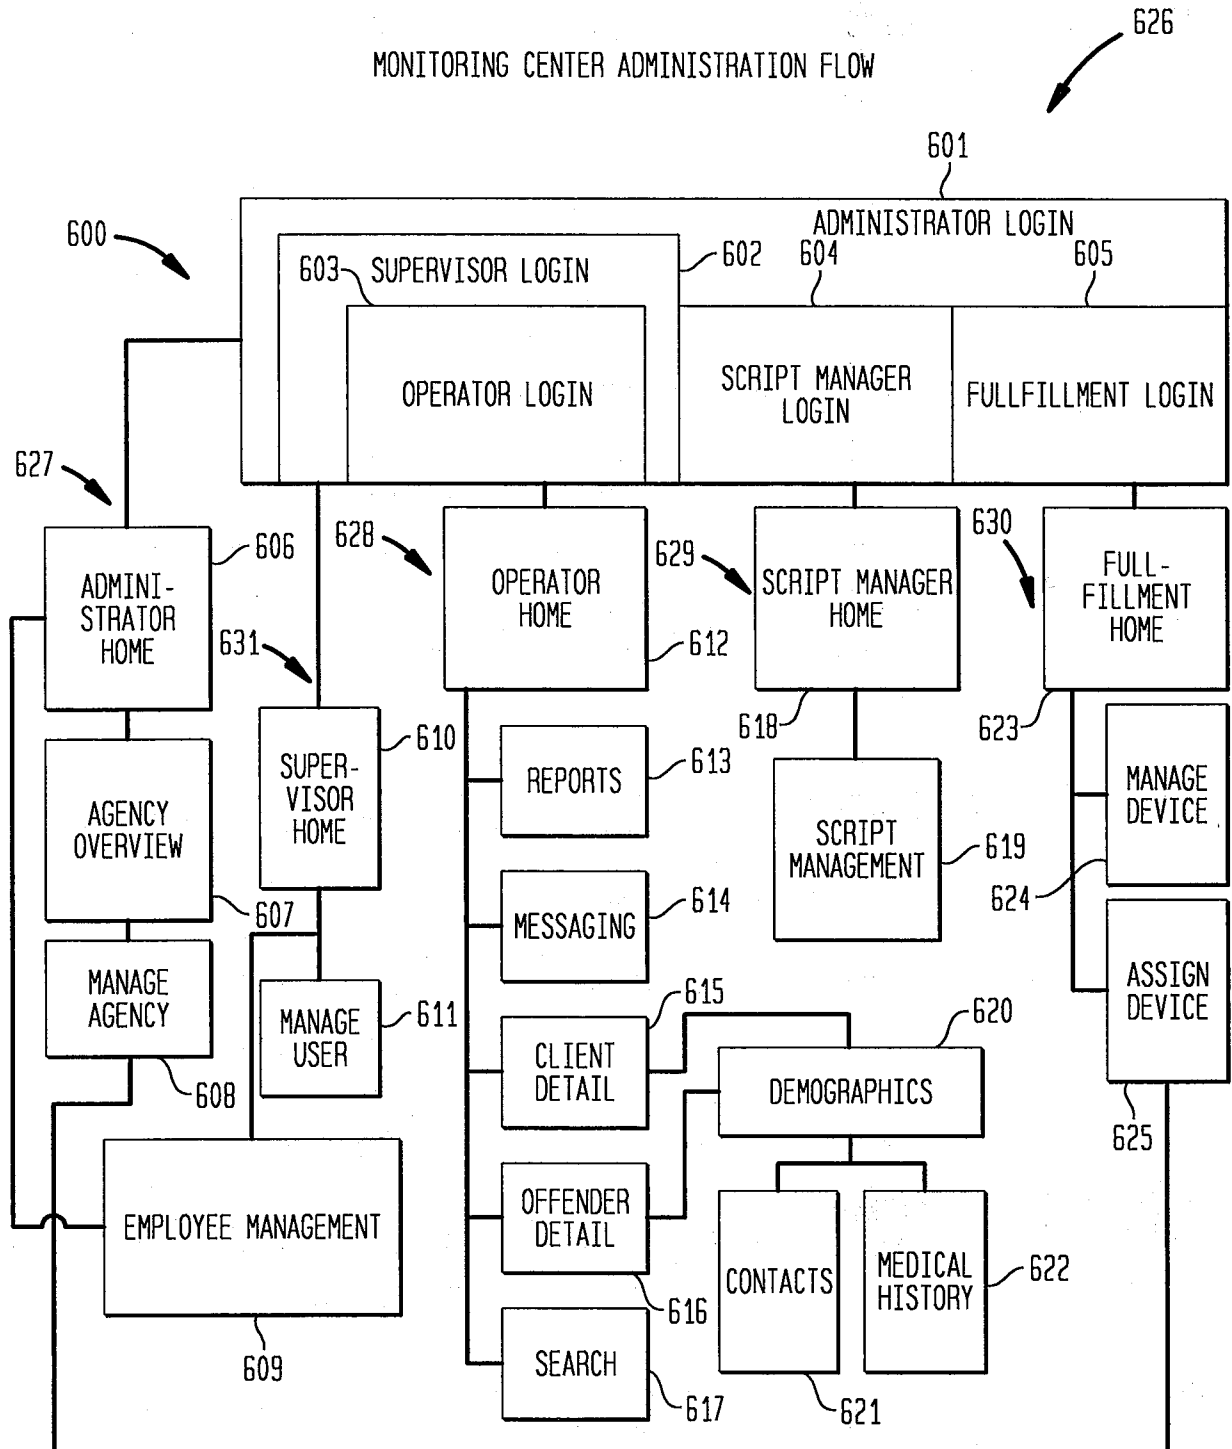 626
MONITORING CENTER ADMINISTRATION FLOW
601
600
ADMINISTRATOR LOGIN
603
SUPERVISOR LOGIN
602
604
605
OPERATOR LOGIN
SCRIPT MANAGER
LOGIN
FULLFILLMENT LOGIN
627
606
628
629
630
ADMINI-
STRATOR
HOME
631
OPERATOR
HOME
612
SCRIPT MANAGER
HOME
618
FULL-
FILLMENT
HOME
623
610
SUPER-
VISOR
HOME
REPORTS
613
MANAGE
DEVICE
624
AGENCY
OVERVIEW
607
SCRIPT
MANAGEMENT
619
MESSAGING
614
MANAGE
AGENCY
608
MANAGE
USER
611
ASSIGN
DEVICE
625
615
CLIENT
DETAIL
620
DEMOGRAPHICS
EMPLOYEE MANAGEMENT
609
OFFENDER
DETAIL
616
CONTACTS
621
MEDICAL
HISTORY
622
SEARCH
617